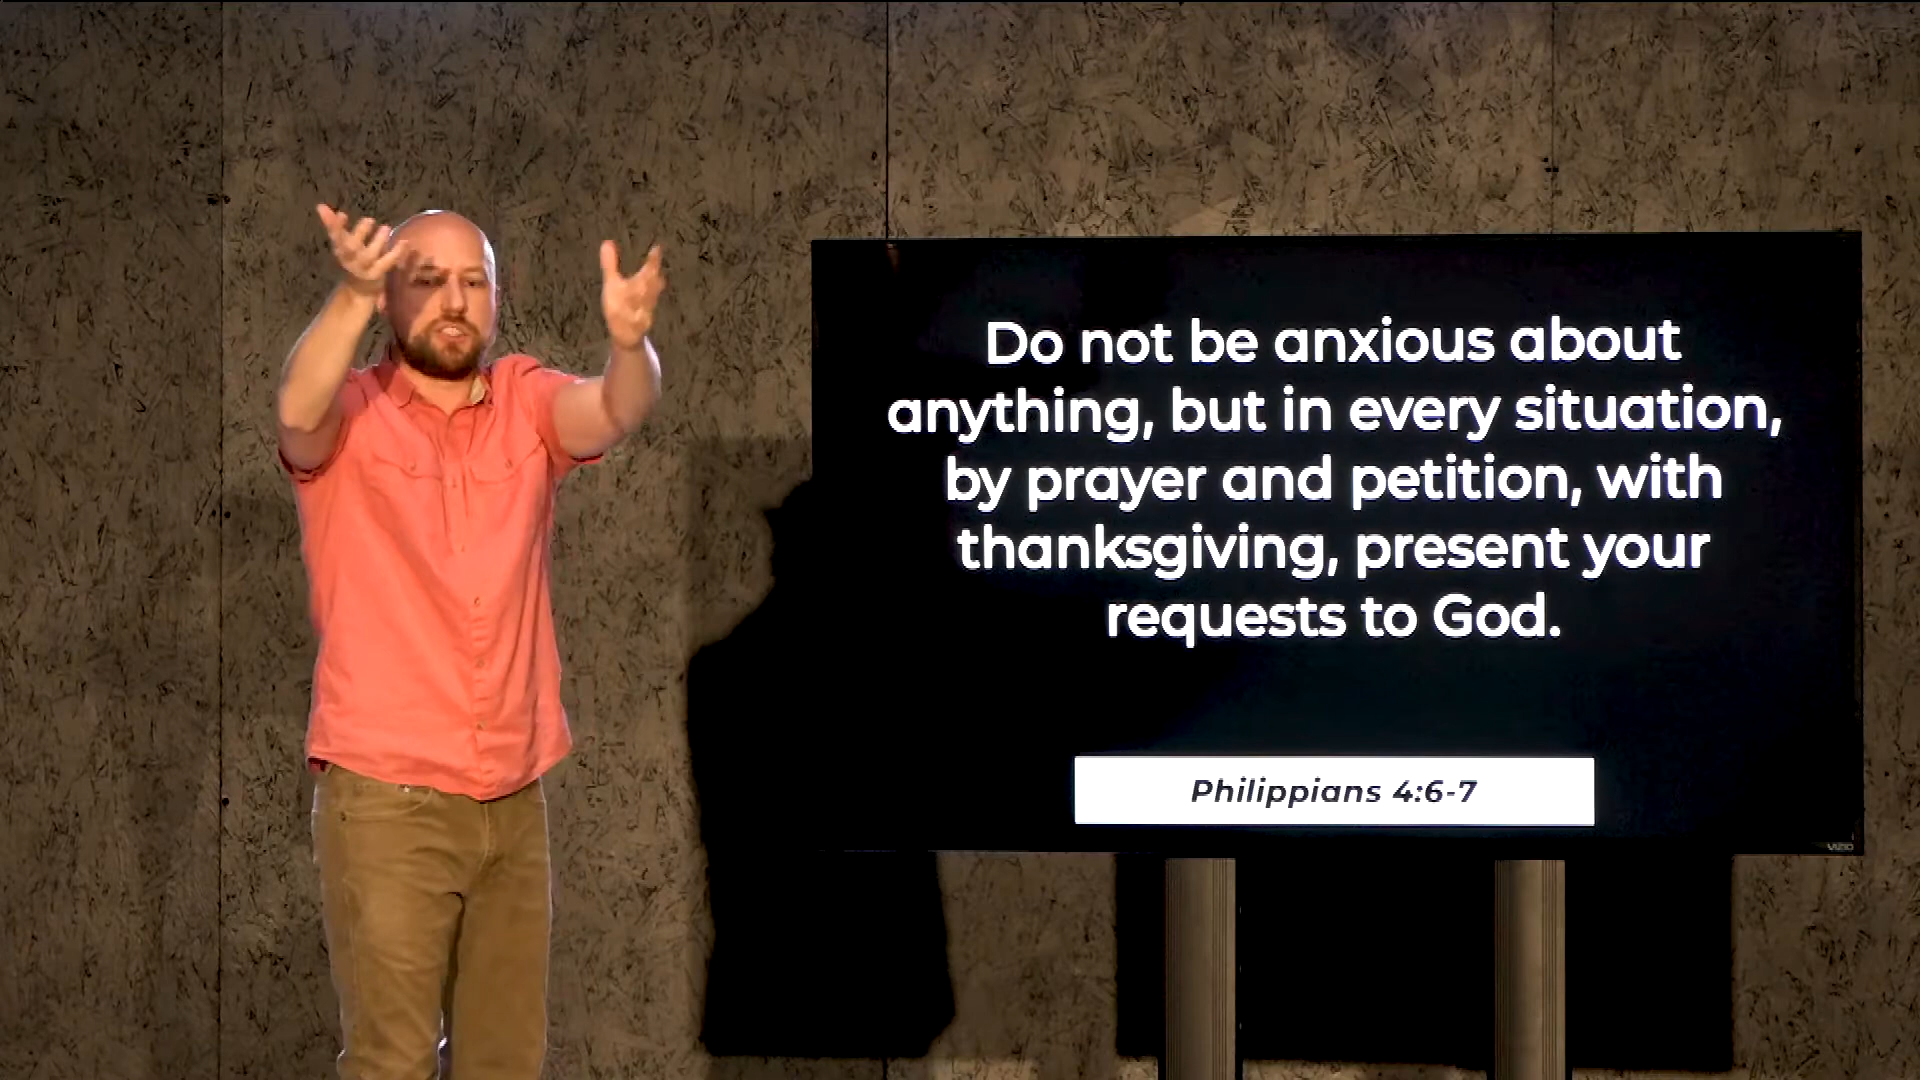 Do not be anxious about
anything, but in every situation,
by prayer and petition, with
thanksgiving, present your
requests to God.
Philippians 4:6-7
VIZIO